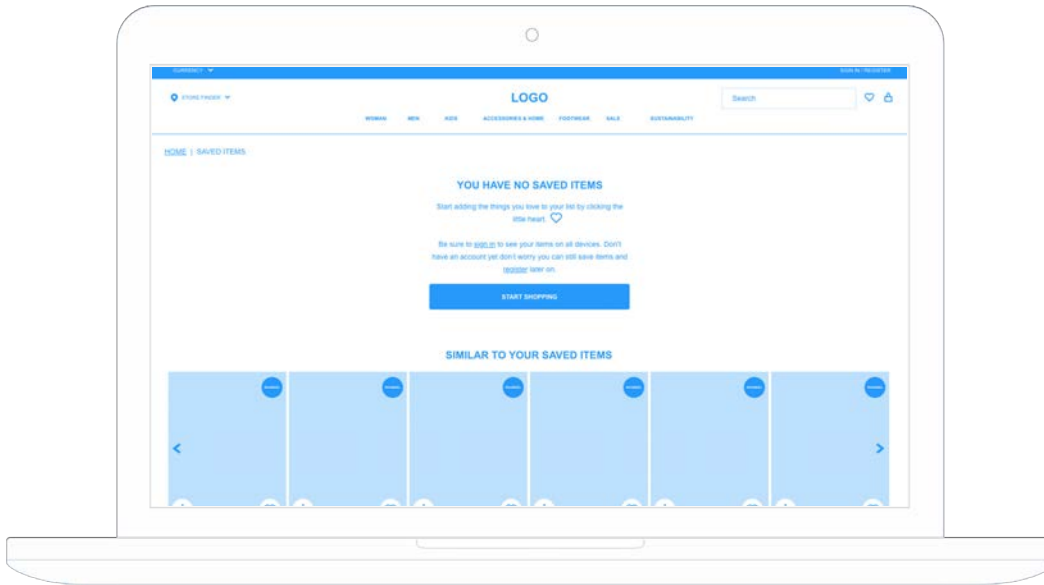 CURRENCY
SIGN IN / REGISTER
STORE FINDER
LOGO
Search
WOMAN MEN KIDS ACCESSORIES & HOME FOOTWEAR SALE SUSTAINABILITY
HOME | SAVED ITEMS
YOU HAVE NO SAVED ITEMS
Start adding the things you love to your list by clicking the
little heart.
Be sure to sign in to see your items on all devices. Don't
have an account yet don't worry you can still save items and
register later on.
START SHOPPING
SIMILAR TO YOUR SAVED ITEMS